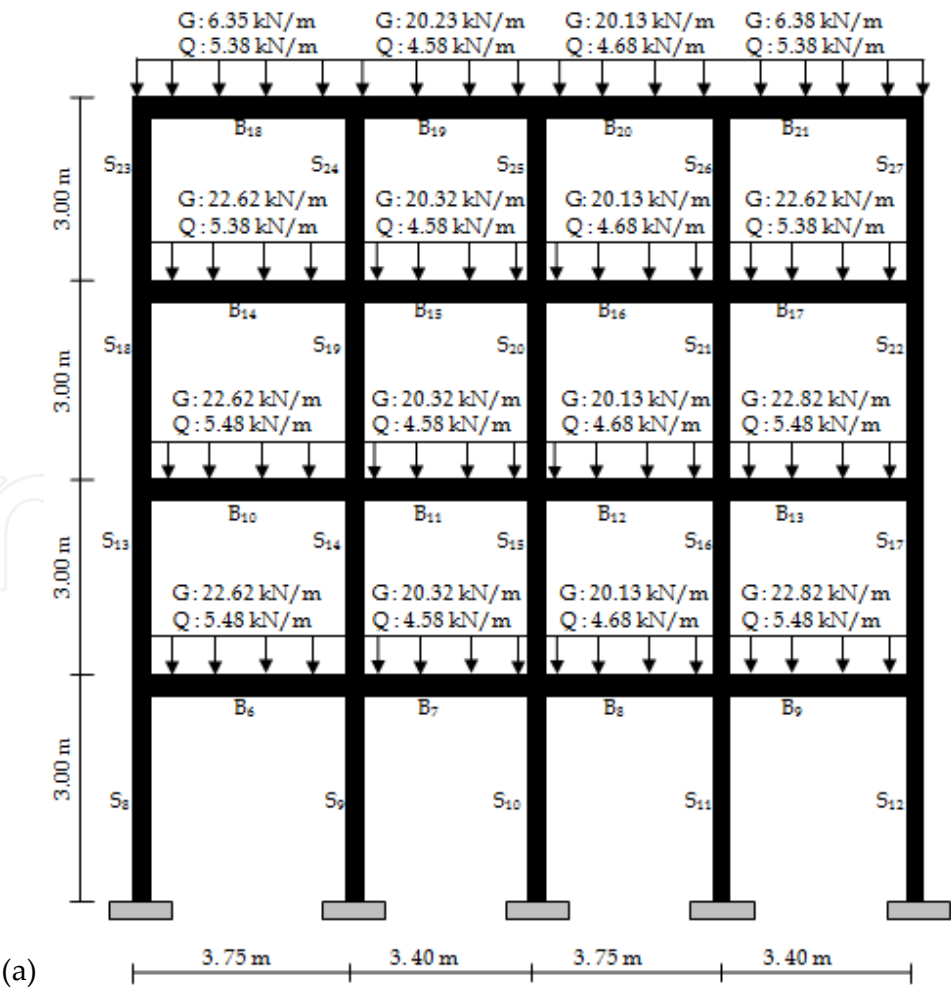 G: 6.35 kN/m G: 20.23 kN/m G: 20.13 kN/m G: 6.38 kN/m
Q: 5.38 kN/m Q: 4.58 kN/m Q: 4.68 kN/m Q: 5.38 kN/m
B₁₈ B₁₉ B₂₀ B₂₁
3.00 m S₂₃ S₂₄ S₂₅ S₂₆ S₂₇
G: 22.62 kN/m G: 20.32 kN/m G: 20.13 kN/m G: 22.62 kN/m
Q: 5.38 kN/m Q: 4.58 kN/m Q: 4.68 kN/m Q: 5.38 kN/m
B₁₄ B₁₅ B₁₆ B₁₇
3.00 m S₁₈ S₁₉ S₂₀ S₂₁ S₂₂
G: 22.62 kN/m G: 20.32 kN/m G: 20.13 kN/m G: 22.82 kN/m
Q: 5.48 kN/m Q: 4.58 kN/m Q: 4.68 kN/m Q: 5.48 kN/m
B₁₀ B₁₁ B₁₂ B₁₃
3.00 m S₁₃ S₁₄ S₁₅ S₁₆ S₁₇
G: 22.62 kN/m G: 20.32 kN/m G: 20.13 kN/m G: 22.82 kN/m
Q: 5.48 kN/m Q: 4.58 kN/m Q: 4.68 kN/m Q: 5.48 kN/m
B₆ B₇ B₈ B₉
3.00 m S₈ S₉ S₁₀ S₁₁ S₁₂
(a) 3.75 m 3.40 m 3.75 m 3.40 m